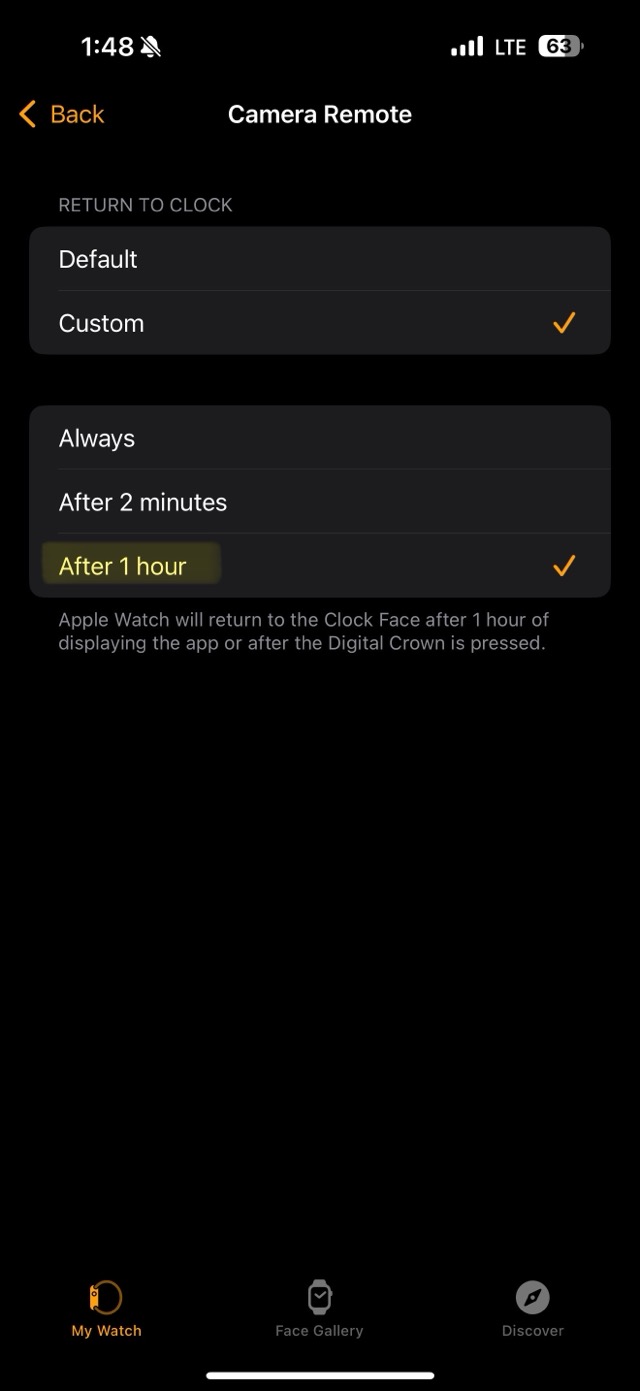 1:48 LTE 63
Back Camera Remote
RETURN TO CLOCK
Default
Custom
Always
After 2 minutes
After 1 hour
Apple Watch will return to the Clock Face after 1 hour of
displaying the app or after the Digital Crown is pressed.
My Watch Face Gallery Discover